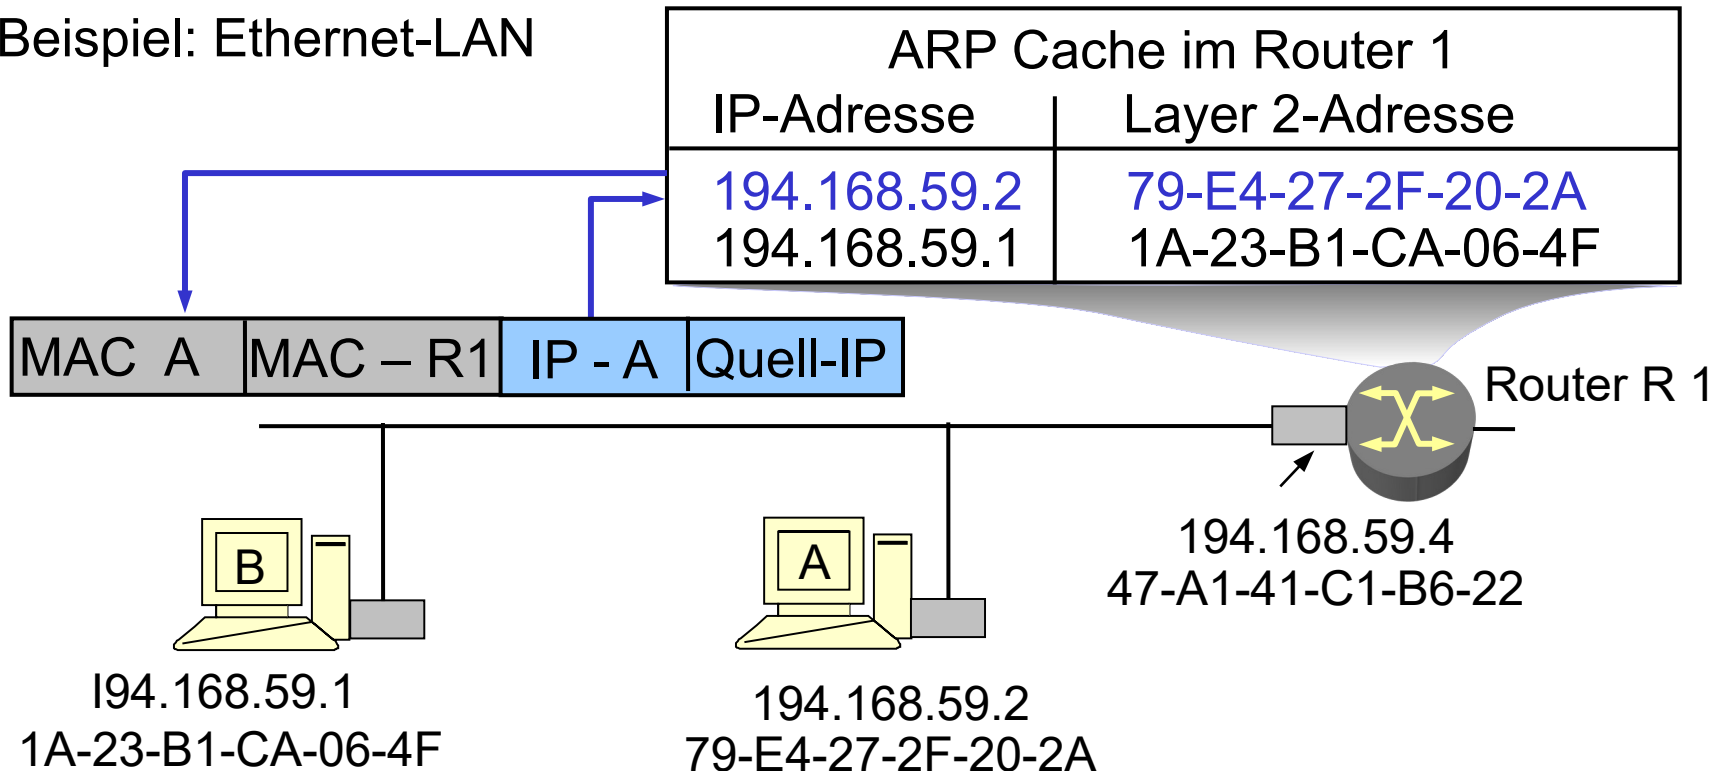 Beispiel: Ethernet-LAN
ARP Cache im Router 1
IP-Adresse Layer 2-Adresse
194.168.59.2 79-E4-27-2F-20-2A
194.168.59.1 1A-23-B1-CA-06-4F
MAC A MAC – R1 IP - A Quell-IP
Router R 1
194.168.59.4
47-A1-41-C1-B6-22
B
I94.168.59.1
1A-23-B1-CA-06-4F
A
194.168.59.2
79-E4-27-2F-20-2A